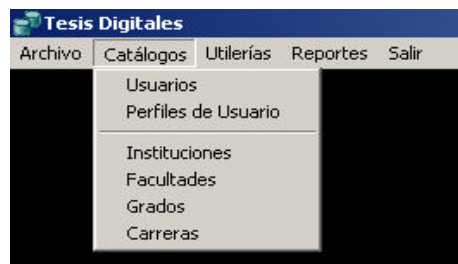 Tesis Digitales
Archivo Catálogos Utilerías Reportes Salir
Usuarios
Perfiles de Usuario
Instituciones
Facultades
Grados
Carreras